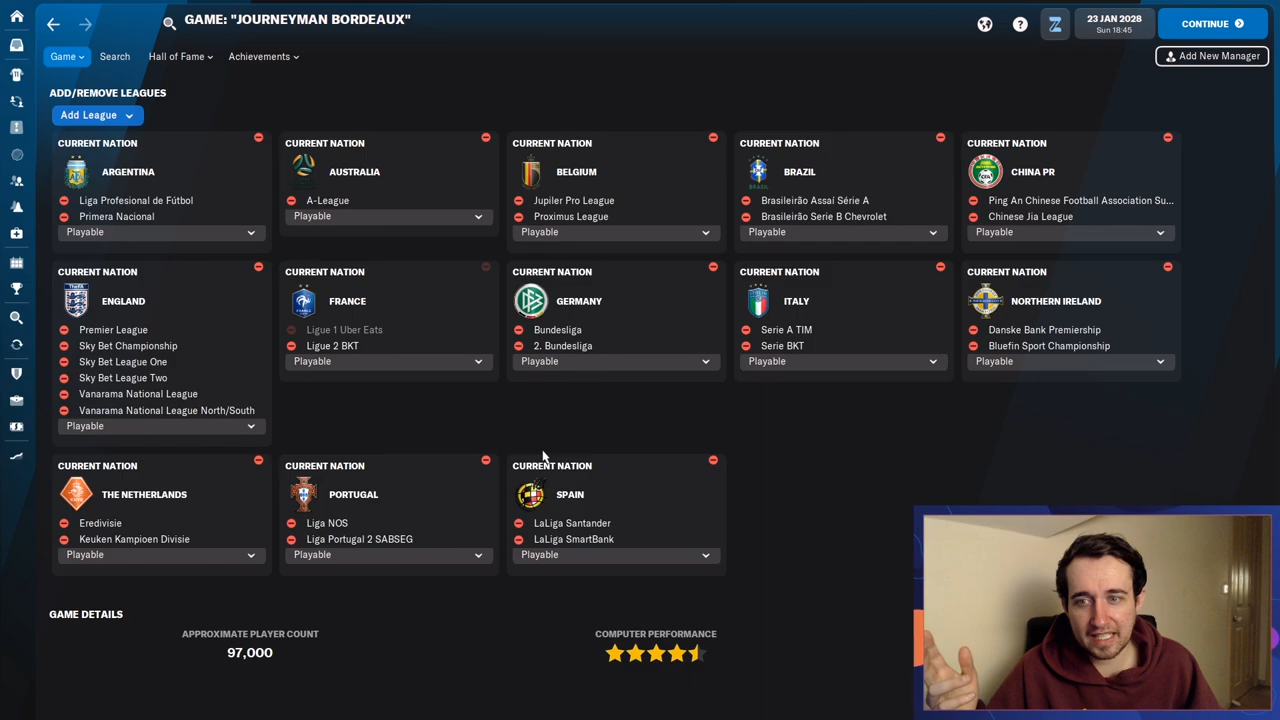 GAME: "JOURNEYMAN BORDEAUX"
23 JAN 2028
Sun 18:45
CONTINUE
Game
Search
Hall of Fame
Achievements
Add New Manager
ADD/REMOVE LEAGUES
Add League
CURRENT NATION
ARGENTINA
Liga Profesional de Fútbol
Primera Nacional
Playable
CURRENT NATION
AUSTRALIA
A-League
Playable
CURRENT NATION
BELGIUM
Jupiler Pro League
Proximus League
Playable
CURRENT NATION
BRAZIL
Brasileirão Assaí Série A
Brasileirão Serie B Chevrolet
Playable
CURRENT NATION
CHINA PR
Ping An Chinese Football Association Su...
Chinese Jia League
Playable
CURRENT NATION
ENGLAND
Premier League
Sky Bet Championship
Sky Bet League One
Sky Bet League Two
Vanarama National League
Vanarama National League North/South
Playable
CURRENT NATION
FRANCE
Ligue 1 Uber Eats
Ligue 2 BKT
Playable
CURRENT NATION
GERMANY
Bundesliga
2. Bundesliga
Playable
CURRENT NATION
ITALY
Serie A TIM
Serie BKT
Playable
CURRENT NATION
NORTHERN IRELAND
Danske Bank Premiership
Bluefin Sport Championship
Playable
CURRENT NATION
THE NETHERLANDS
Eredivisie
Keuken Kampioen Divisie
Playable
CURRENT NATION
PORTUGAL
Liga NOS
Liga Portugal 2 SABSEG
Playable
CURRENT NATION
SPAIN
LaLiga Santander
LaLiga SmartBank
Playable
GAME DETAILS
APPROXIMATE PLAYER COUNT
97,000
COMPUTER PERFORMANCE